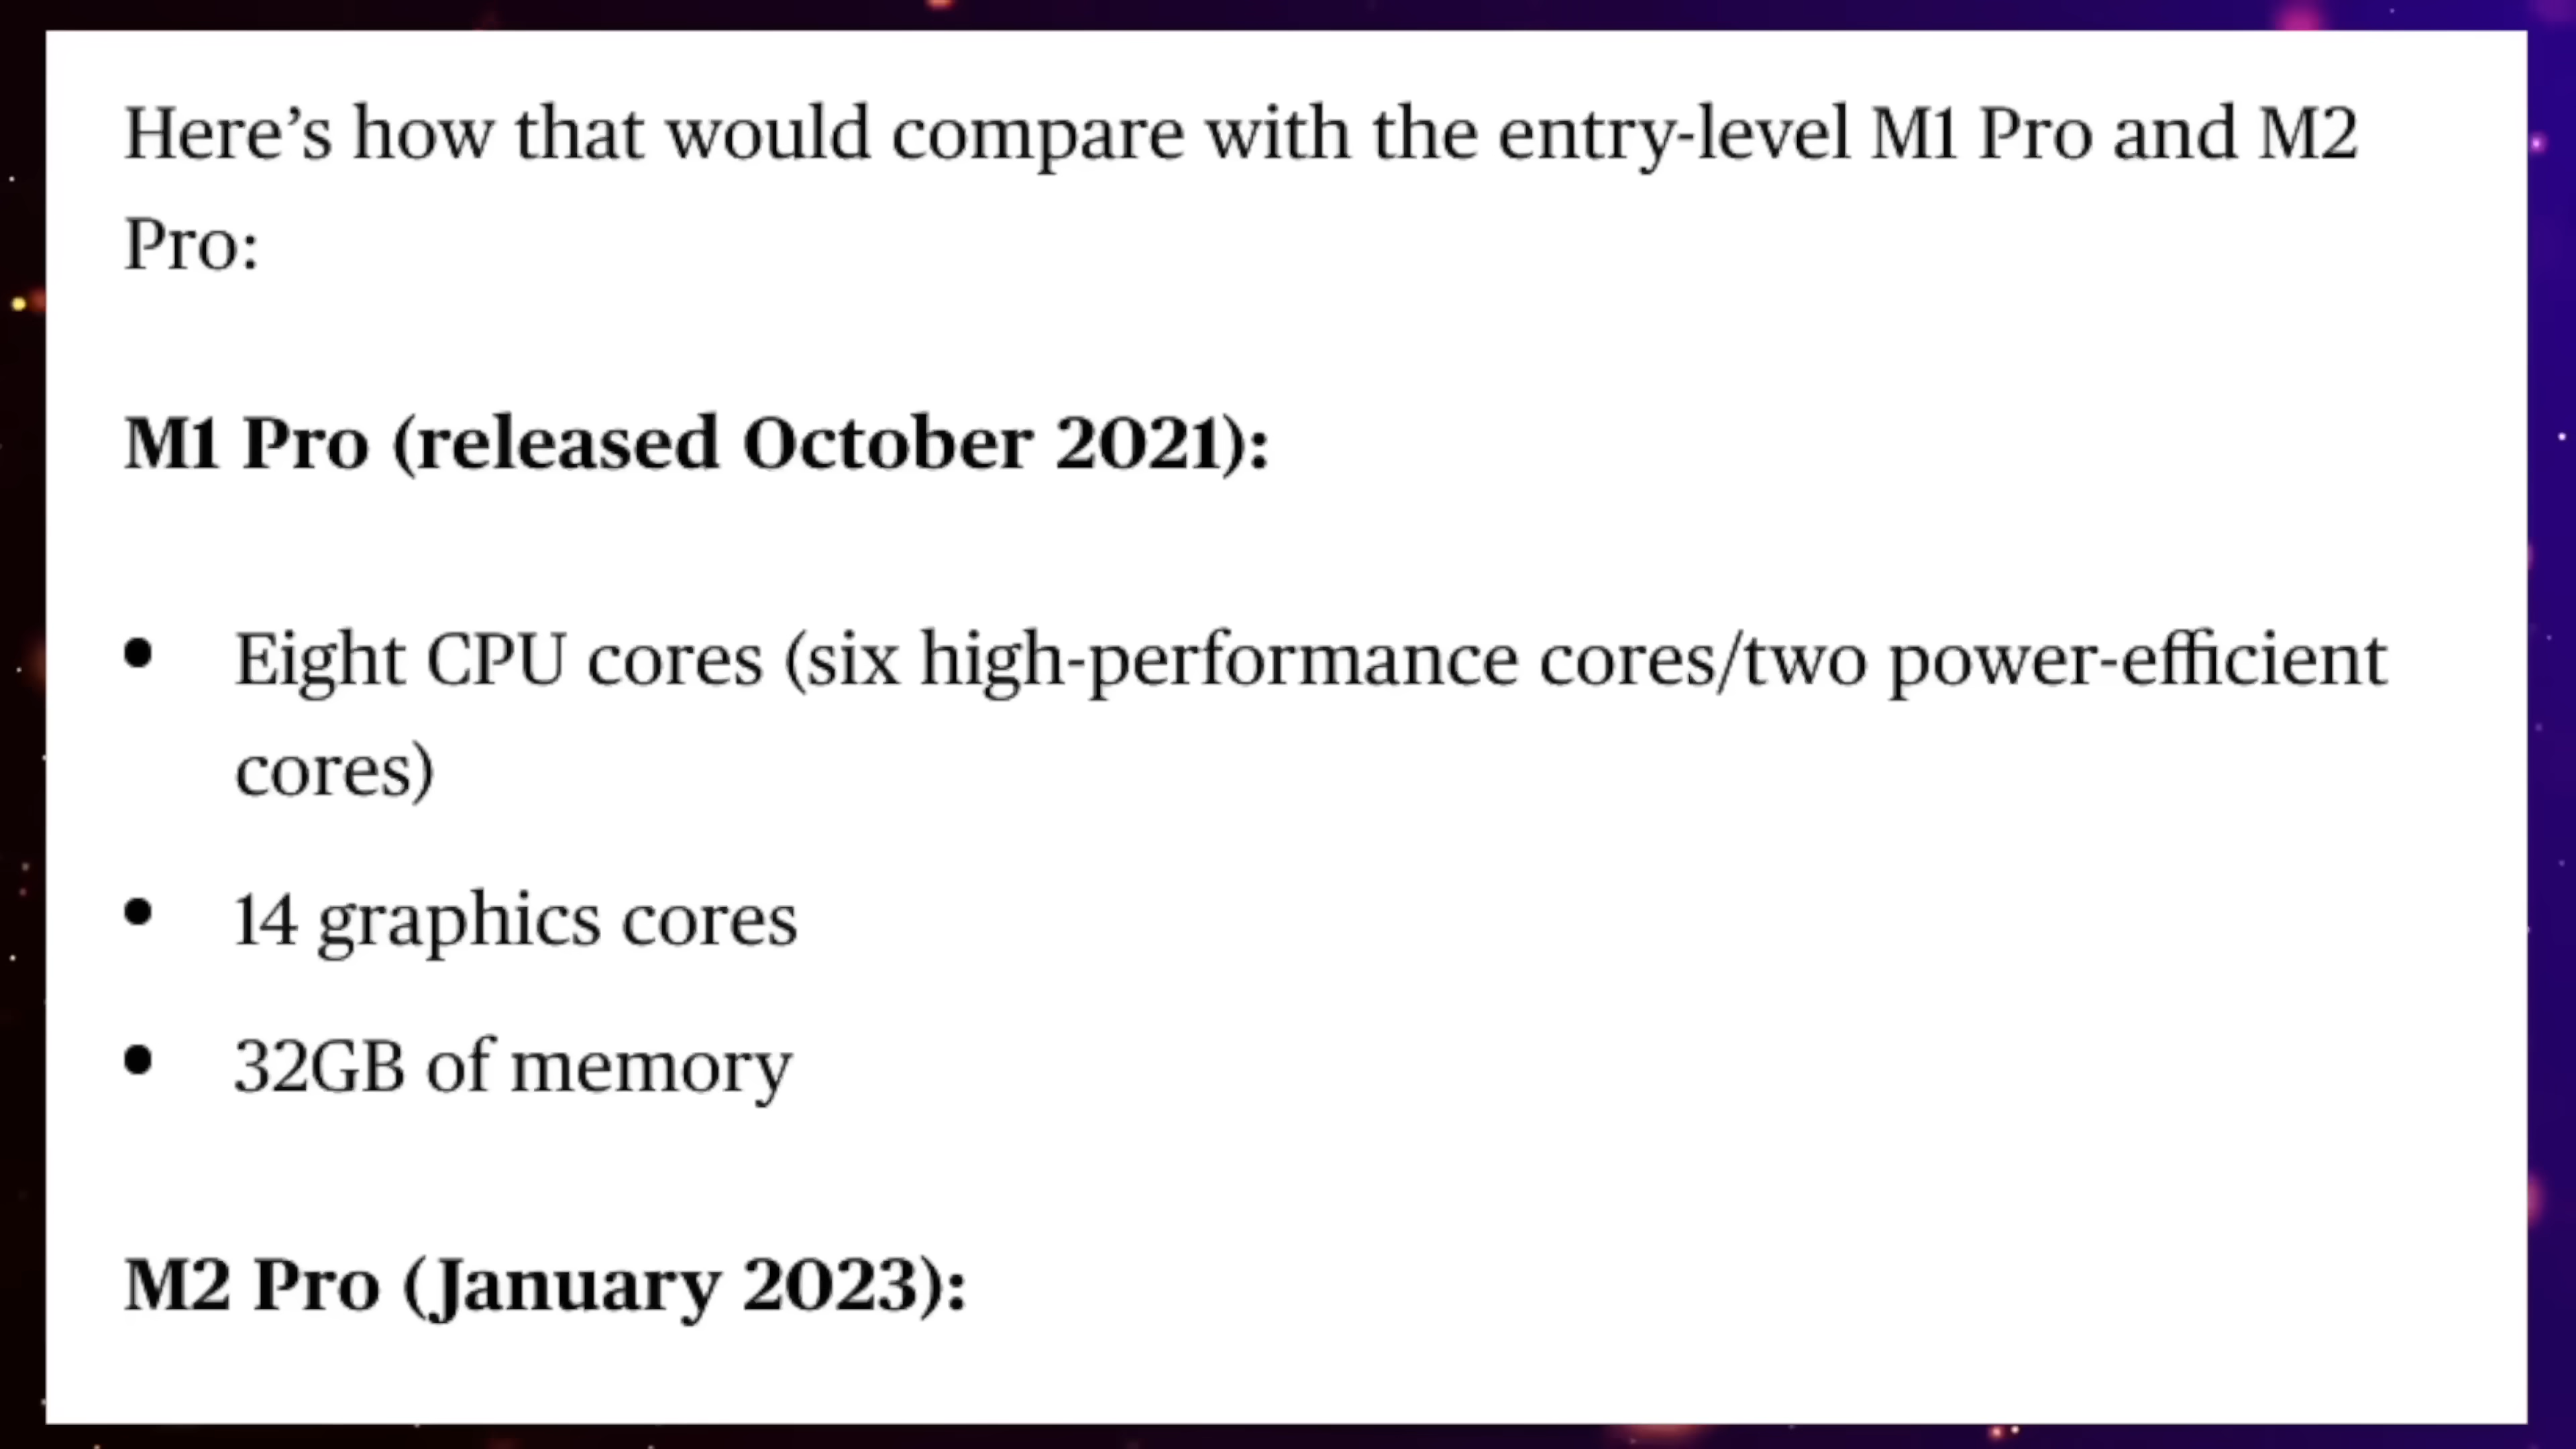 Here’s how that would compare with the entry-level M1 Pro and M2
Pro:
M1 Pro (released October 2021):
• Eight CPU cores (six high-performance cores/two power-efficient
cores)
• 14 graphics cores
• 32GB of memory
M2 Pro (January 2023):